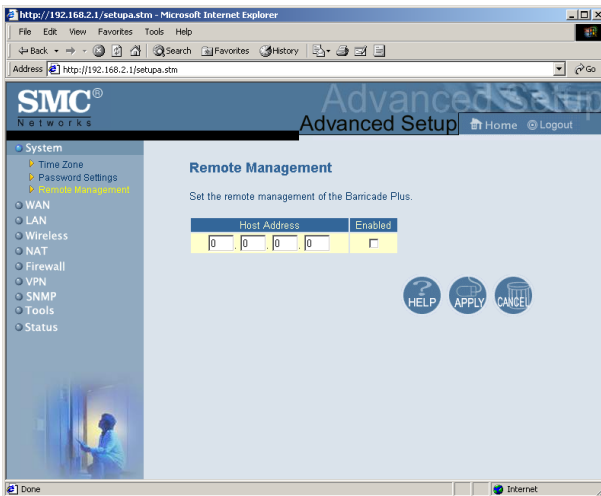 http://192.168.2.1/setupa.stm - Microsoft Internet Explorer
File Edit View Favorites Tools Help
Back Search Favorites History
Address http://192.168.2.1/setupa.stm Go
SMC®
Networks
Advanced Setup
Advanced Setup Home Logout
System
Time Zone
Password Settings
Remote Management
WAN
LAN
Wireless
NAT
Firewall
VPN
SNMP
Tools
Status
Remote Management
Set the remote management of the Barricade Plus.
Host Address Enabled
0 . 0 . 0 . 0
HELP APPLY CANCEL
Done Internet